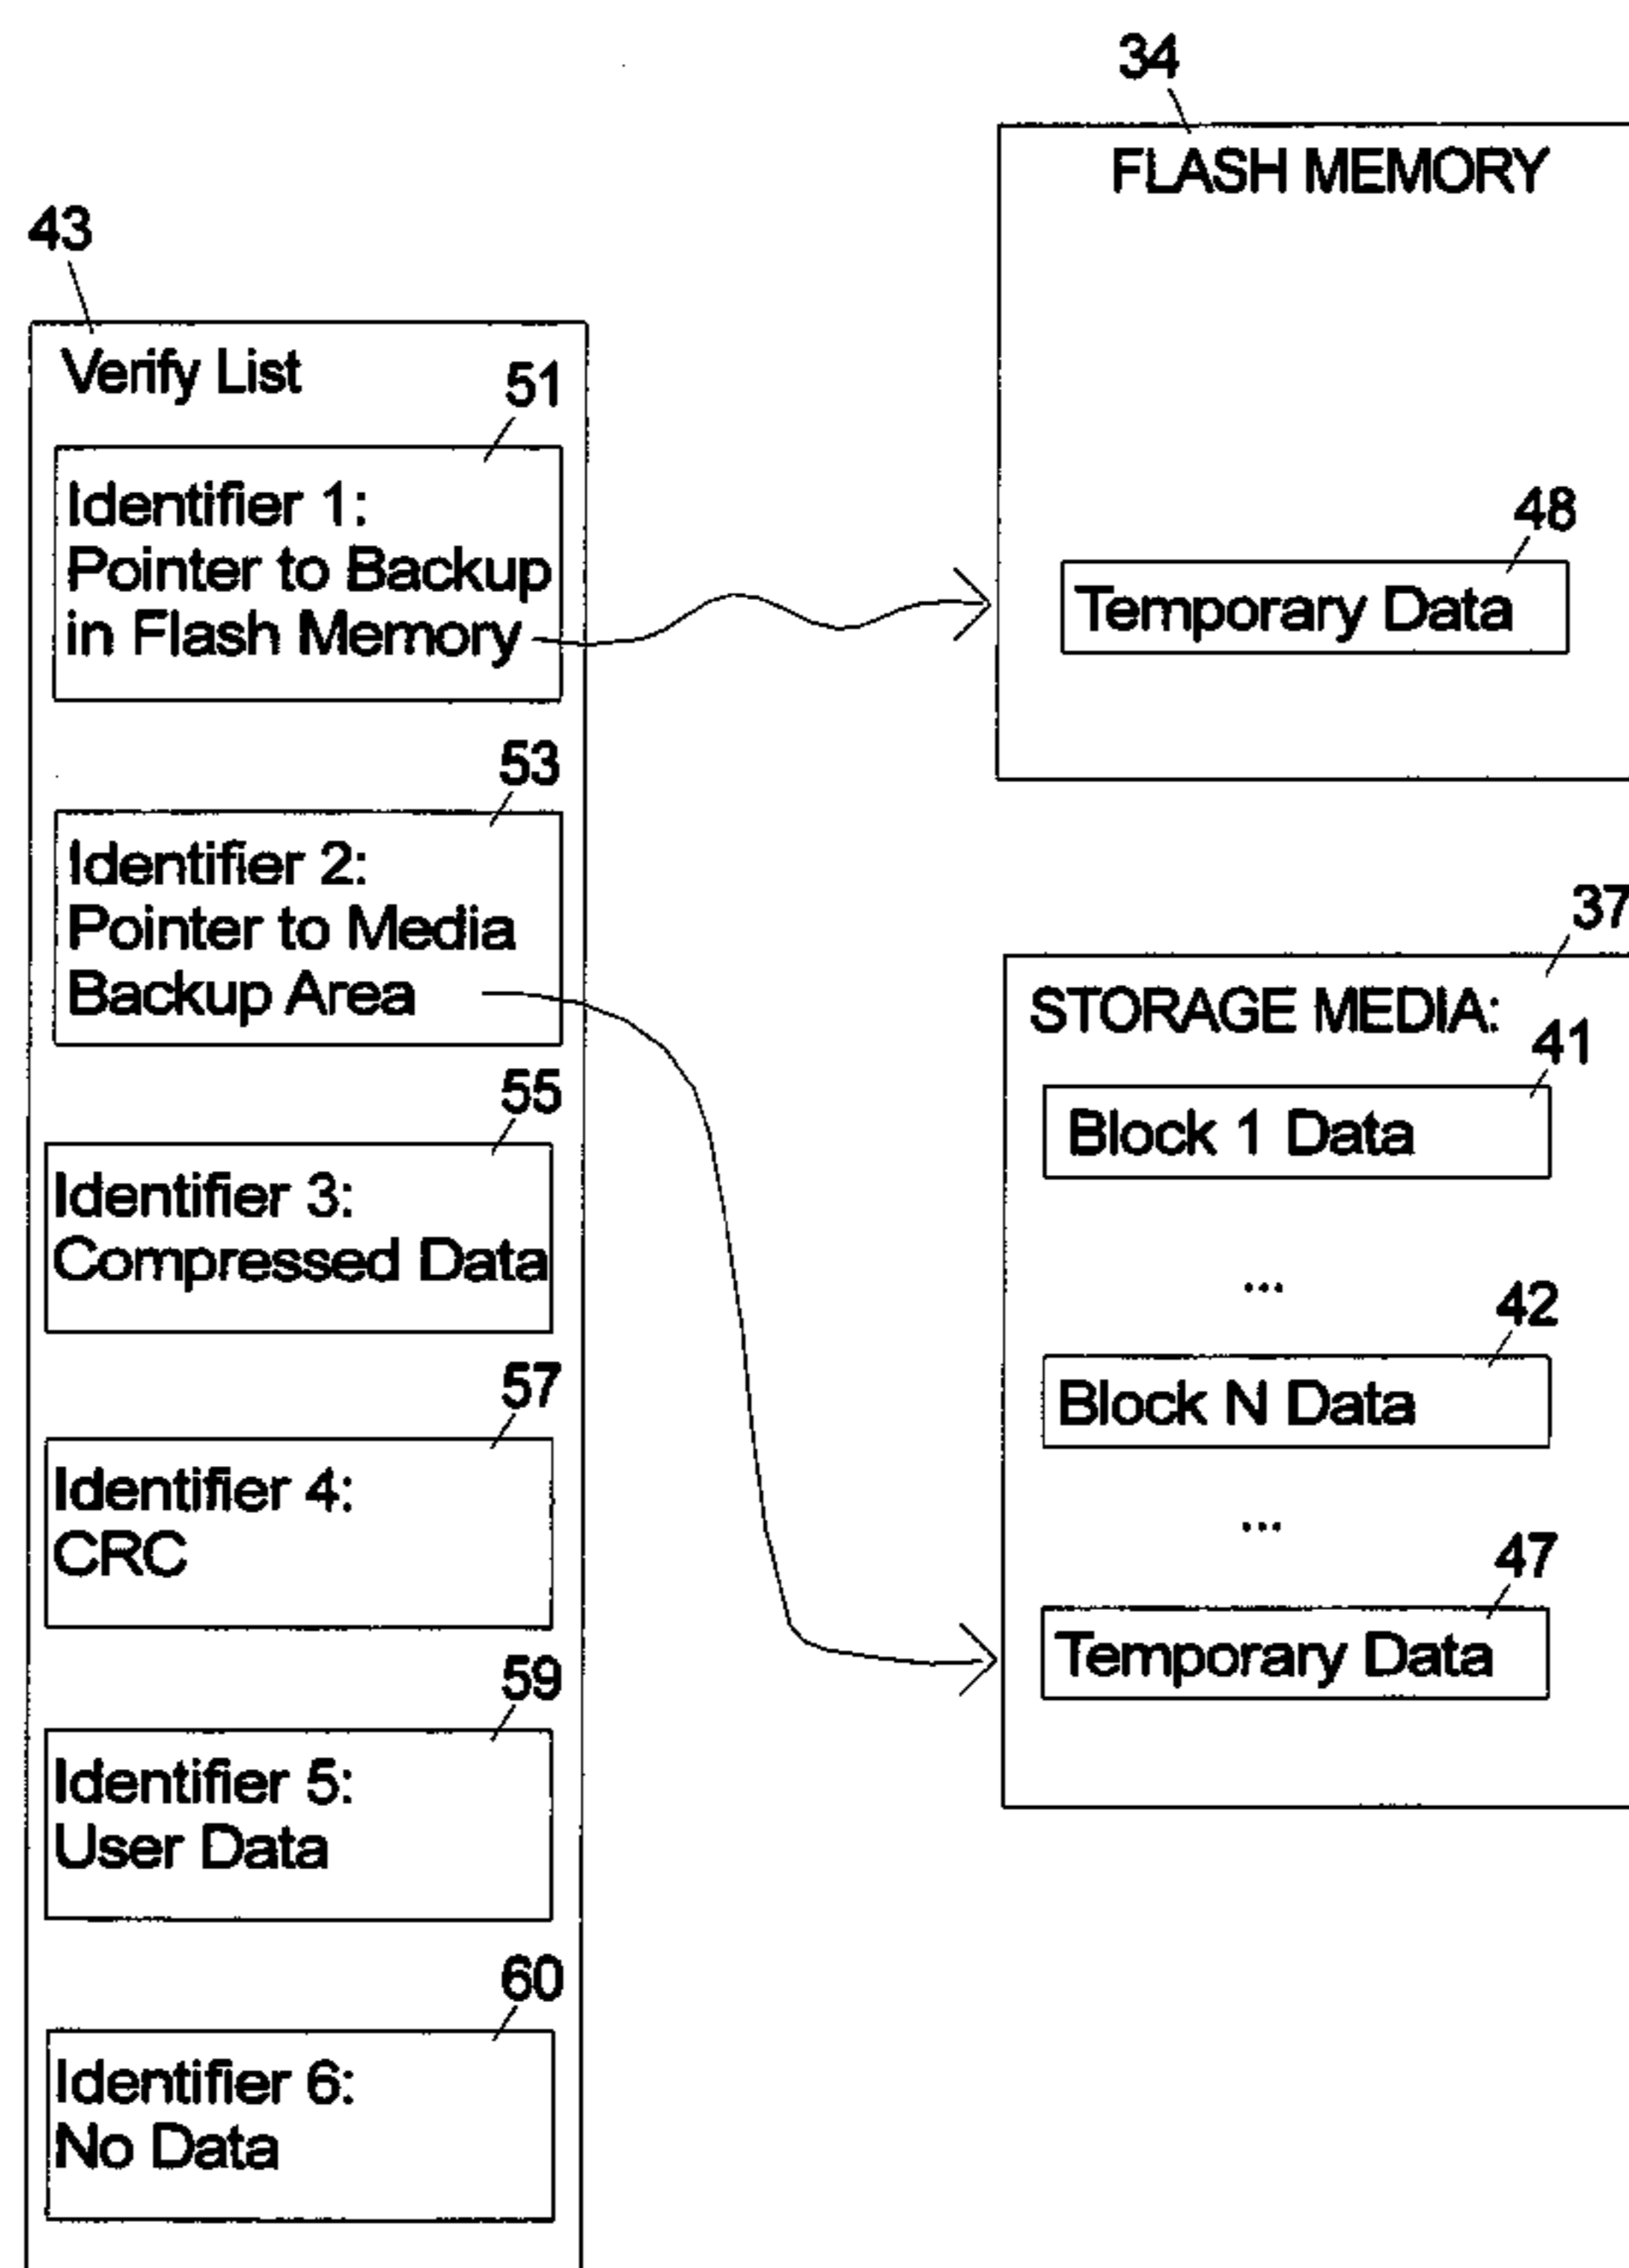 34
FLASH MEMORY
43
Verify List
51
Identifier 1:
Pointer to Backup
in Flash Memory
48
Temporary Data
53
Identifier 2:
Pointer to Media
Backup Area
37
STORAGE MEDIA:
41
Block 1 Data
55
Identifier 3:
Compressed Data
...
42
Block N Data
57
Identifier 4:
CRC
...
47
Temporary Data
59
Identifier 5:
User Data
60
Identifier 6:
No Data